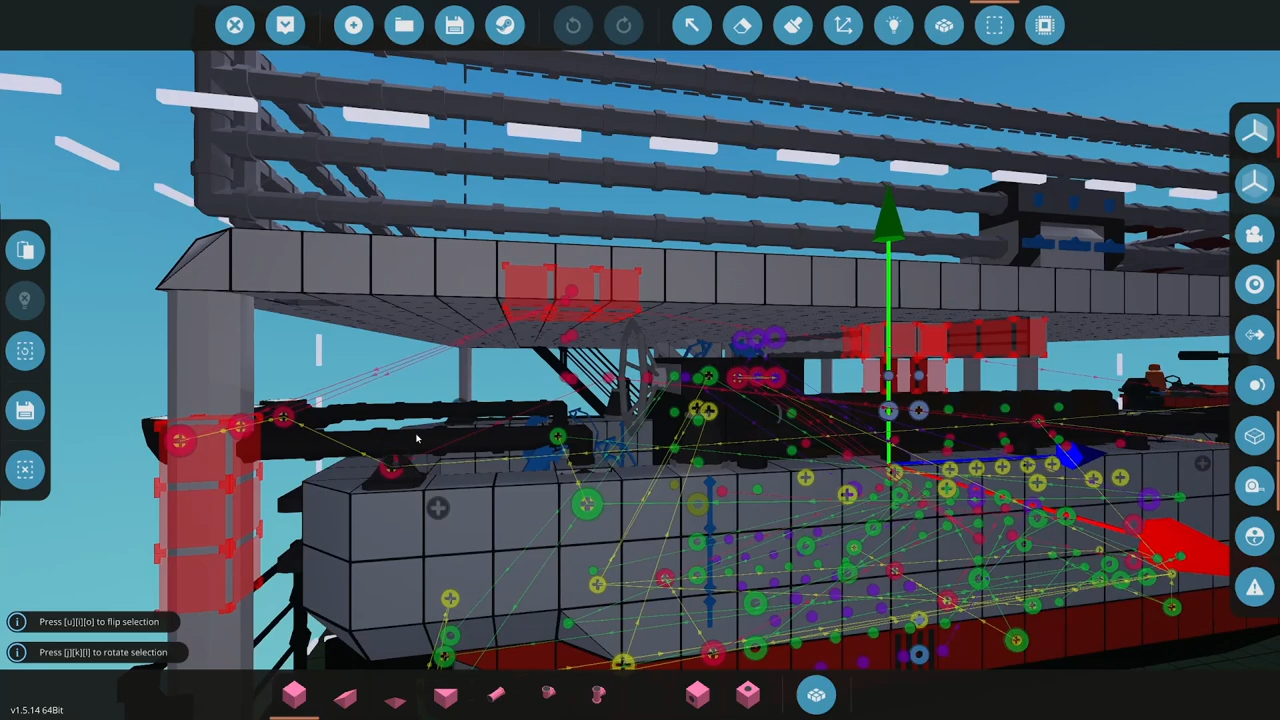 Press [u][i][o] to flip selection
Press [j][k][l] to rotate selection
v1.5.14 64Bit